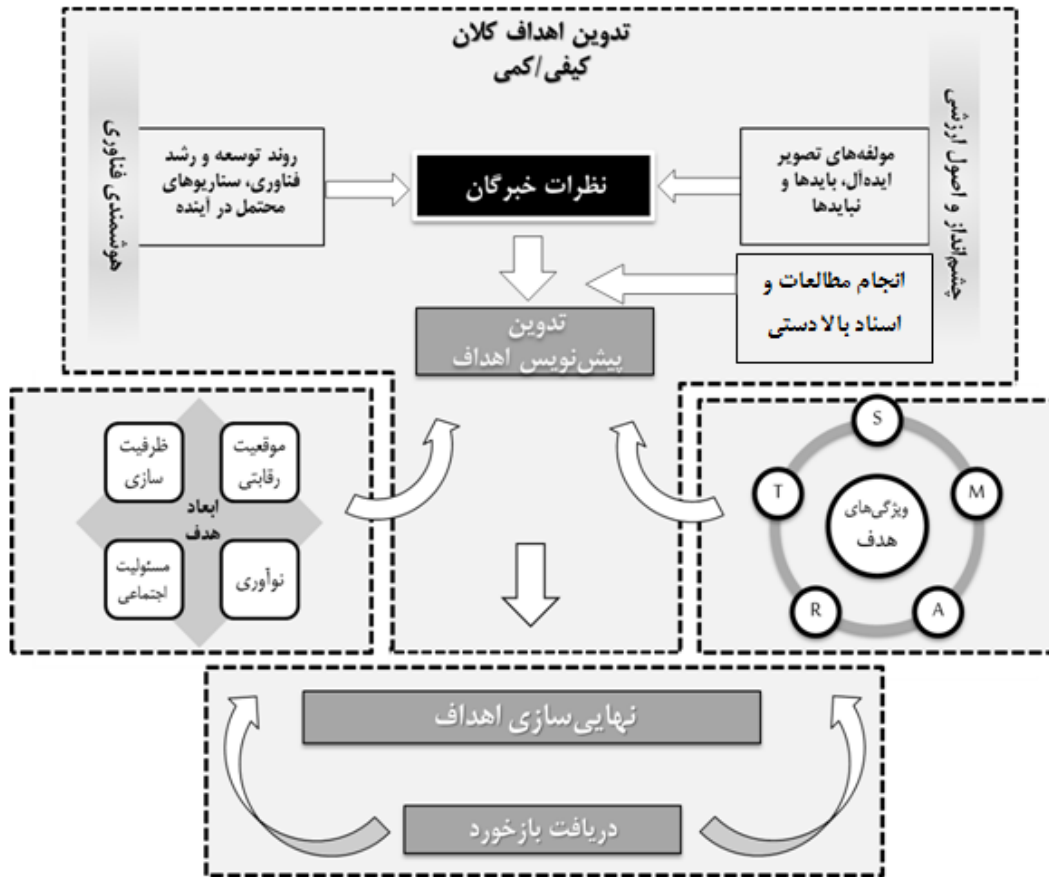 تدوین اهداف کلان
کیفی/کمی
چشم‌انداز و اصول ارزشی
مولفه‌های تصویر
ایده‌آل، بایدها و
نبایدها
نظرات خبرگان
روند توسعه و رشد
فناوری، سناریوهای
محتمل در آینده
هوشمندی فناوری
انجام مطالعات و
اسناد بالادستی
تدوین
پیش‌نویس اهداف
S
M
A
R
T
ویژگی‌های
هدف
موقعیت
رقابتی
ظرفیت
سازی
ابعاد
هدف
نوآوری
مسئولیت
اجتماعی
نهایی‌سازی اهداف
دریافت بازخورد